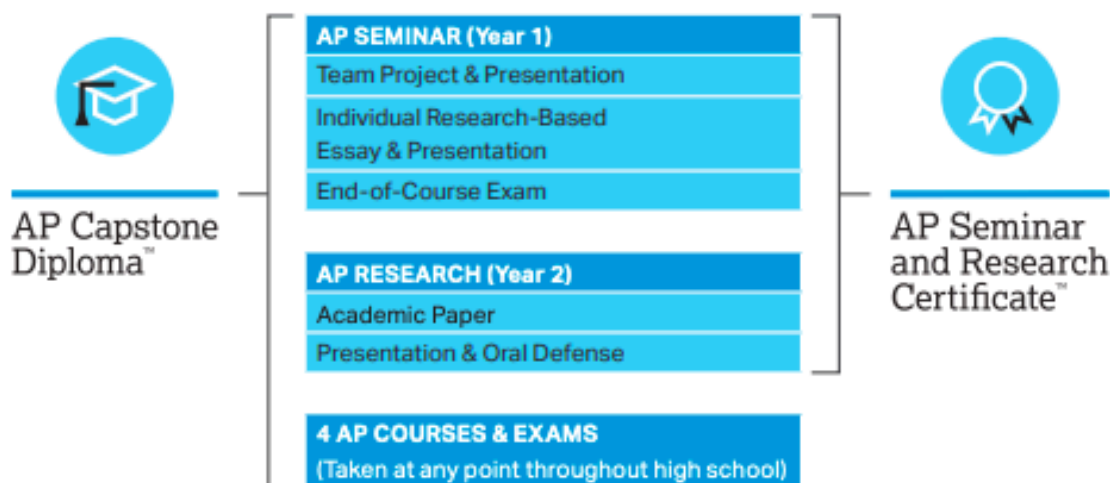 AP Capstone
Diploma™
AP SEMINAR (Year 1)
Team Project & Presentation
Individual Research-Based
Essay & Presentation
End-of-Course Exam
AP RESEARCH (Year 2)
Academic Paper
Presentation & Oral Defense
4 AP COURSES & EXAMS
(Taken at any point throughout high school)
AP Seminar
and Research
Certificate™